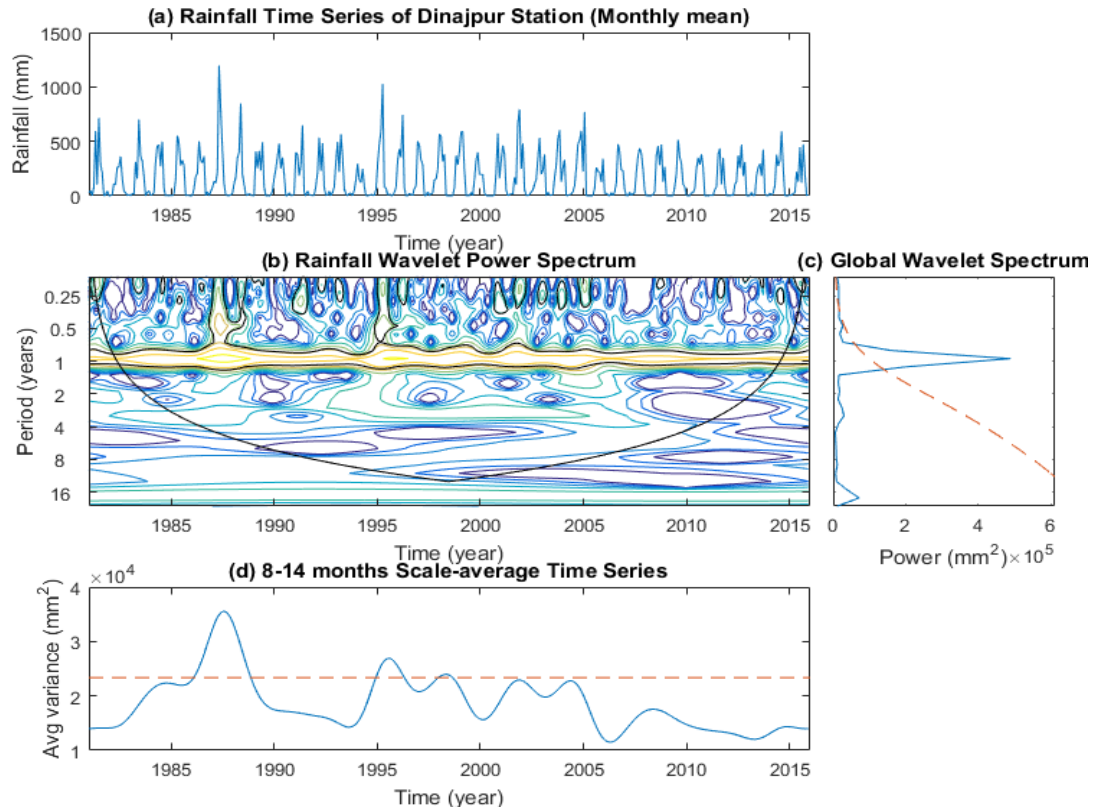 (a) Rainfall Time Series of Dinajpur Station (Monthly mean)
Rainfall (mm)
1500
1000
500
0
1985 1990 1995 2000 2005 2010 2015
Time (year)
(b) Rainfall Wavelet Power Spectrum
Period (years)
0.25
0.5
1
2
4
8
16
1985 1990 1995 2000 2005 2010 2015
Time (year)
(c) Global Wavelet Spectrum
0 2 4 6
Power (mm²)×10⁵
(d) 8-14 months Scale-average Time Series
×10⁴
Avg variance (mm²)
4
3
2
1
1985 1990 1995 2000 2005 2010 2015
Time (year)